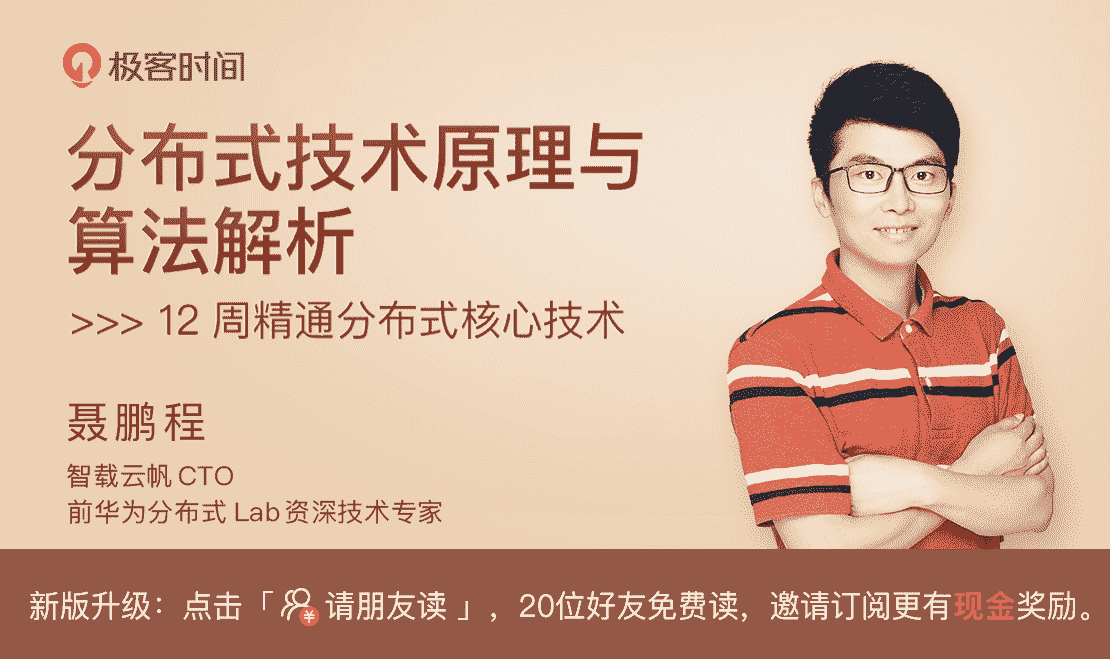 极客时间
分布式技术原理与
算法解析
>>> 12 周精通分布式核心技术
聂鹏程
智载云帆 CTO
前华为分布式 Lab 资深技术专家
新版升级：点击「 ¥ 请朋友读 」，20位好友免费读，邀请订阅更有现金奖励。